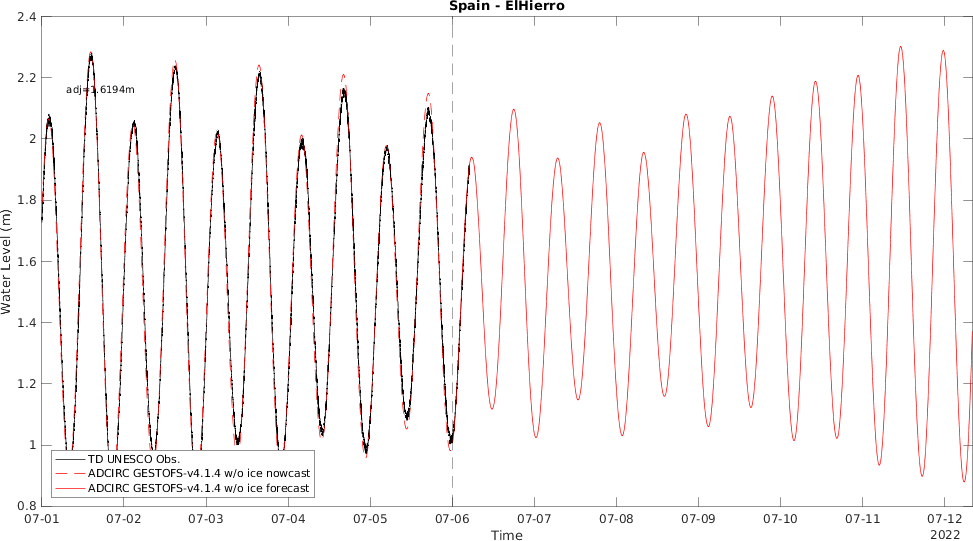 Spain - ElHierro
2.4
2.2
adj=1.6194m
2
1.8
1.6
1.4
1.2
1
0.8
Water Level (m)
TD UNESCO Obs.
ADCIRC GESTOFS-v4.1.4 w/o ice nowcast
ADCIRC GESTOFS-v4.1.4 w/o ice forecast
07-01 07-02 07-03 07-04 07-05 07-06 07-07 07-08 07-09 07-10 07-11 07-12
Time
2022